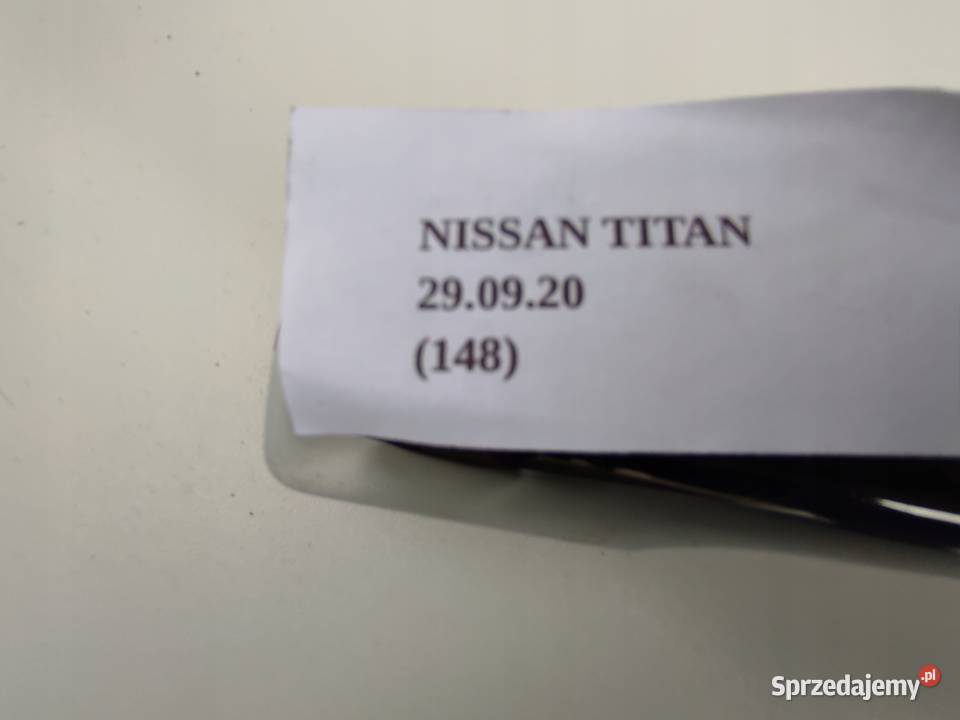 NISSAN TITAN
29.09.20
(148)
Sprzedajemy.pl